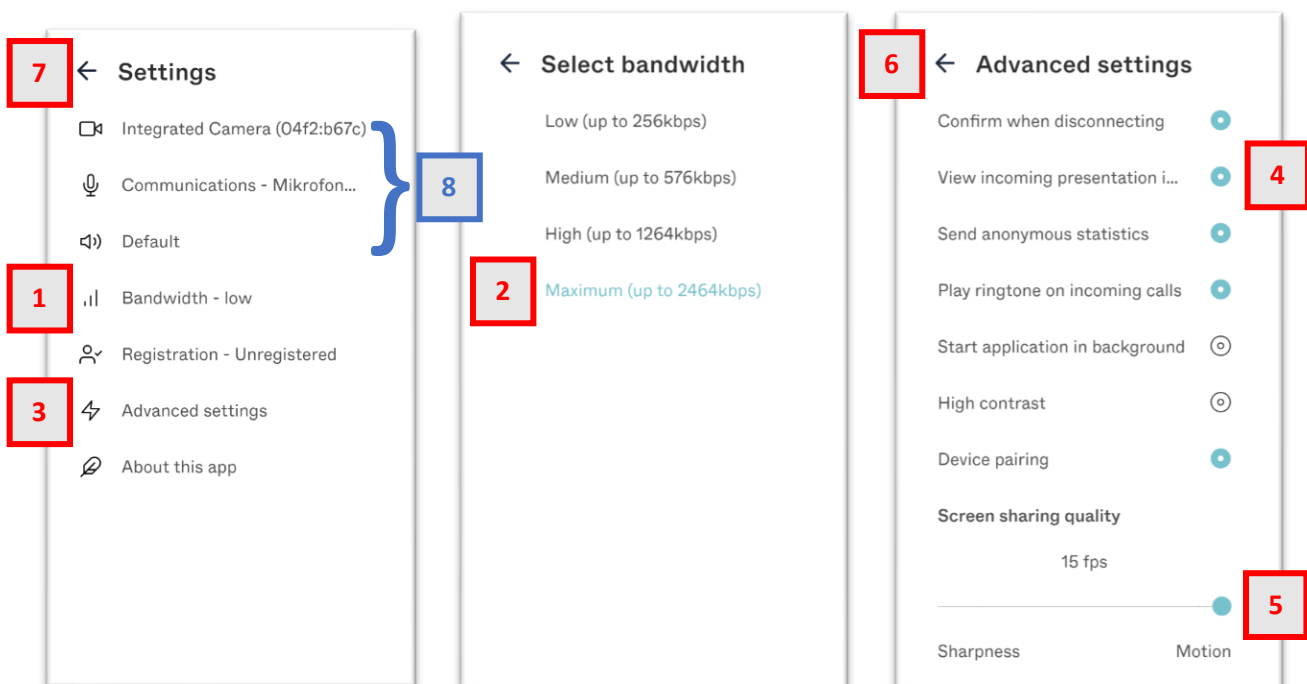 7
Settings
Integrated Camera (04f2:b67c)
Communications - Mikrofon...
8
Default
1
Bandwidth - low
Registration - Unregistered
3
Advanced settings
About this app
Select bandwidth
Low (up to 256kbps)
Medium (up to 576kbps)
High (up to 1264kbps)
2
Maximum (up to 2464kbps)
6
Advanced settings
Confirm when disconnecting
View incoming presentation i...
4
Send anonymous statistics
Play ringtone on incoming calls
Start application in background
High contrast
Device pairing
Screen sharing quality
15 fps
5
Sharpness Motion